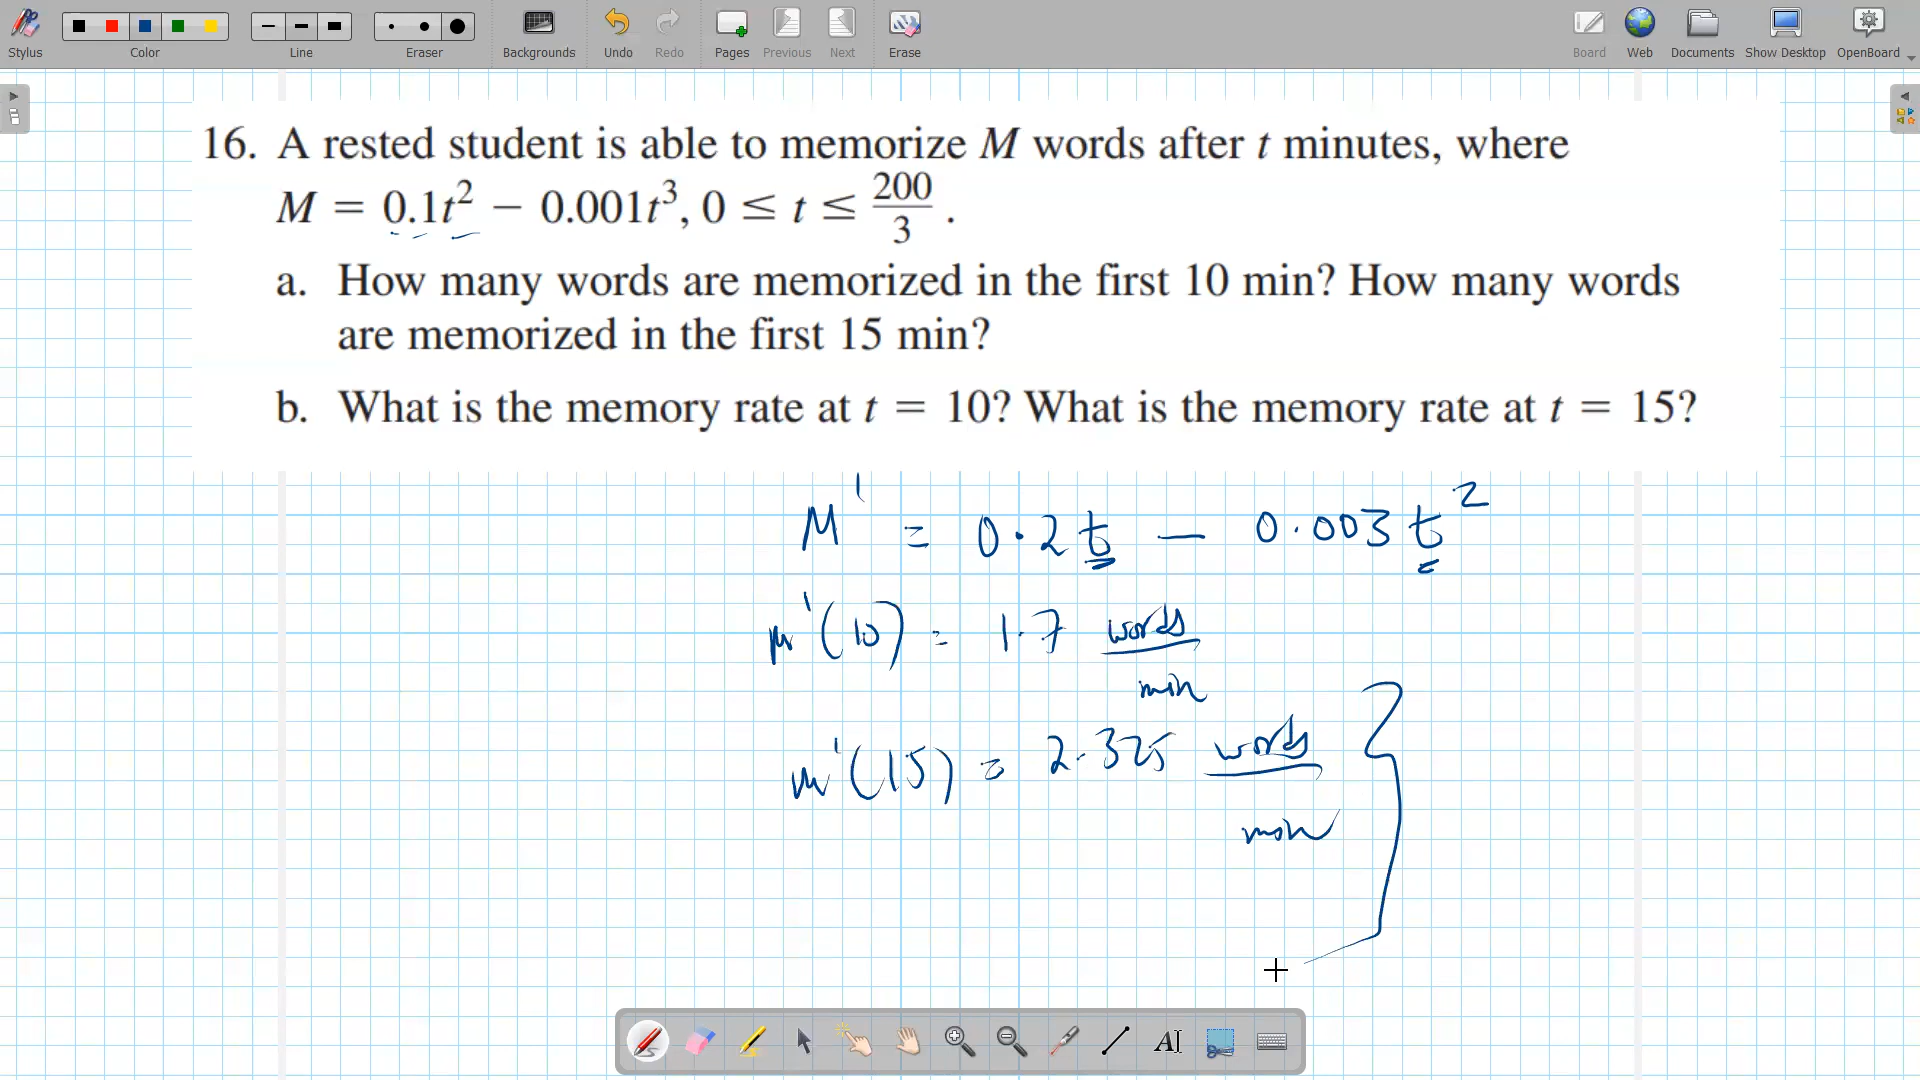 Stylus Color Line Eraser Backgrounds Undo Redo Pages Previous Next Erase Board Web Documents Show Desktop OpenBoard
16. A rested student is able to memorize M words after t minutes, where
M = 0.1t² − 0.001t³, 0 ≤ t ≤ 200/3 .
a. How many words are memorized in the first 10 min? How many words
are memorized in the first 15 min?
b. What is the memory rate at t = 10? What is the memory rate at t = 15?
M' = 0.2t − 0.003t²
M'(10) = 1.7 words/min
M'(15) = 2.325 words/min